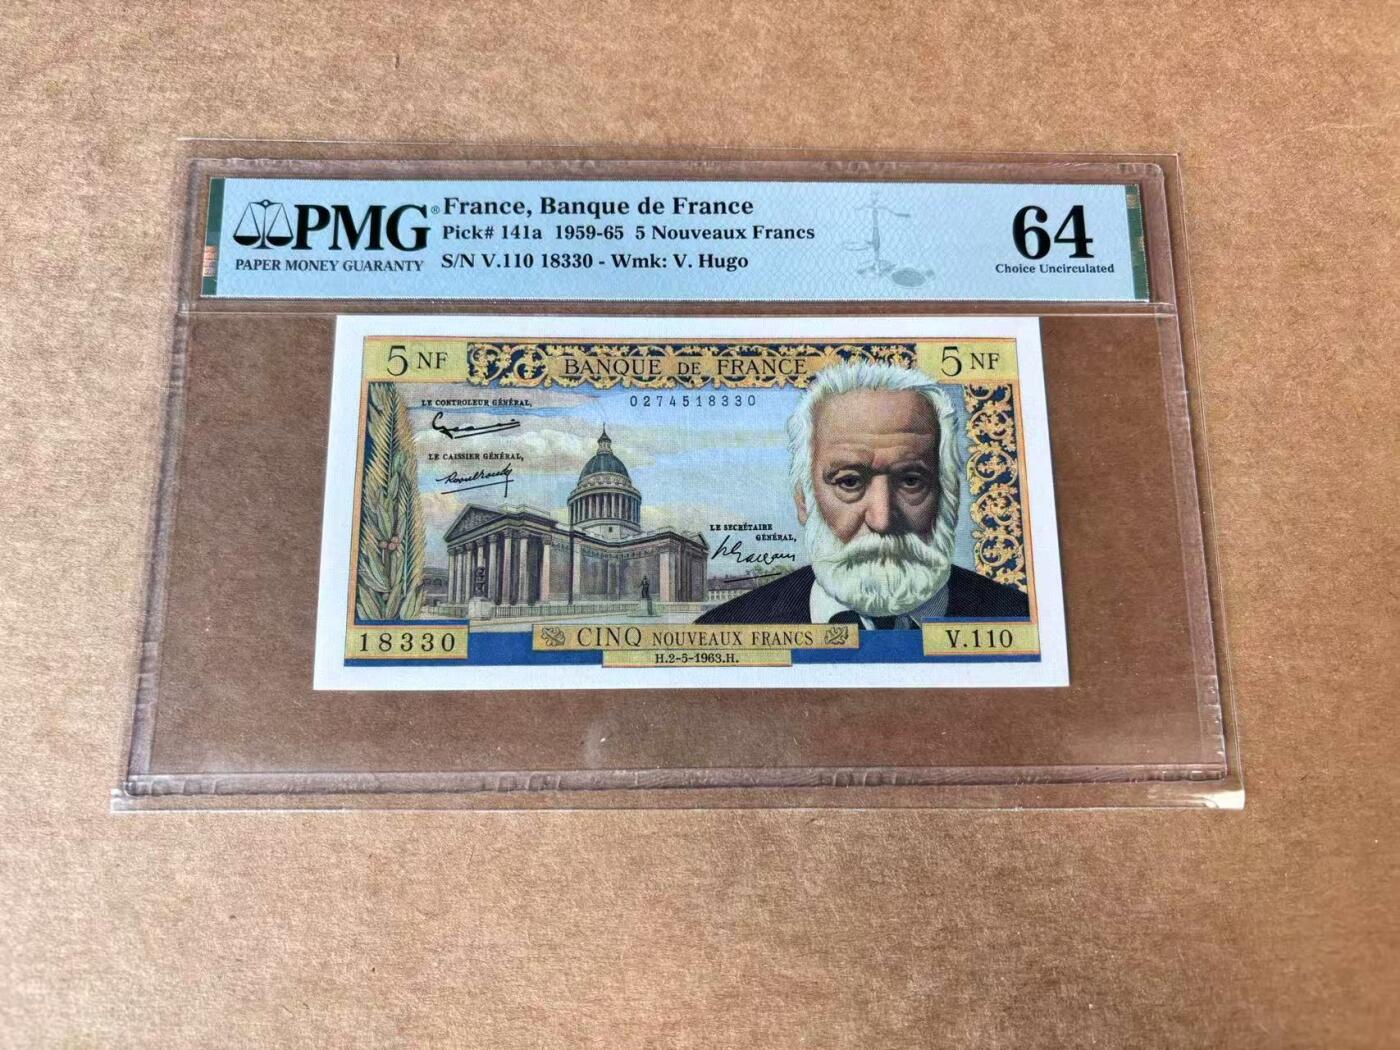 PMG®
PAPER MONEY GUARANTY
France, Banque de France
Pick# 141a 1959-65 5 Nouveaux Francs
S/N V.110 18330 - Wmk: V. Hugo
64
Choice Uncirculated
5 NF
BANQUE DE FRANCE
5 NF
0274518330
LE CONTROLEUR GÉNÉRAL,
LE CAISSIER GÉNÉRAL,
LE SECRÉTAIRE
GÉNÉRAL,
18330
CINQ NOUVEAUX FRANCS
V.110
H.2-5-1963.H.